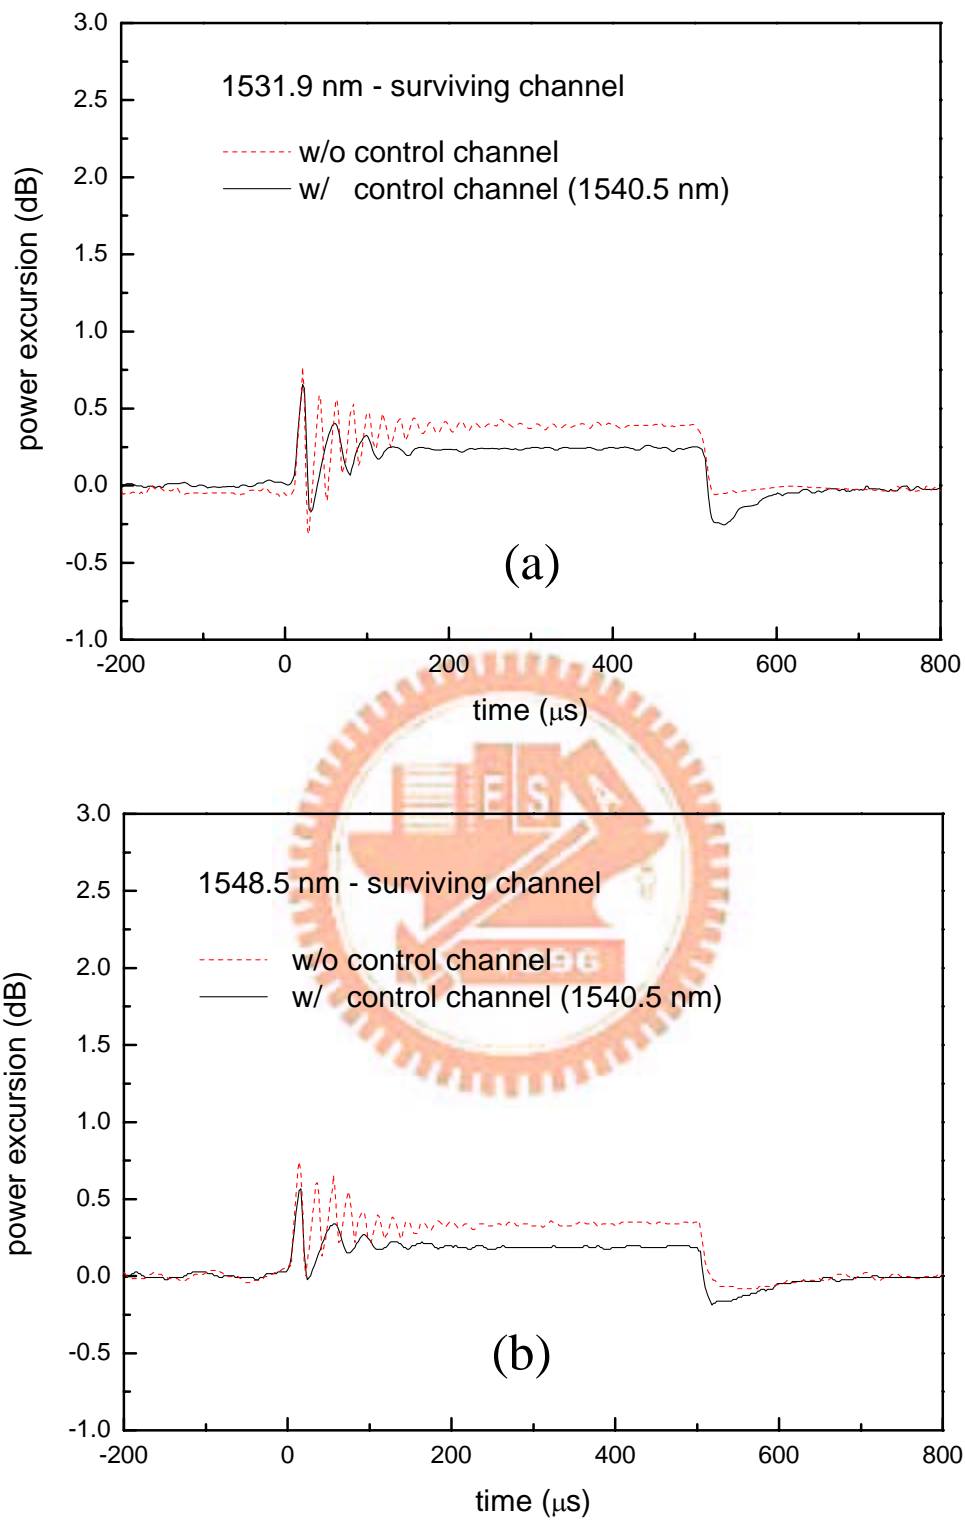 3.0
2.5
2.0
1.5
1.0
0.5
0.0
-0.5
-1.0
power excursion (dB)
1531.9 nm - surviving channel
w/o control channel
w/ control channel (1540.5 nm)
(a)
-200 0 200 400 600 800
time (μs)
ES
3.0
2.5
2.0
1.5
1.0
0.5
0.0
-0.5
-1.0
power excursion (dB)
1548.5 nm - surviving channel
w/o control channel
w/ control channel (1540.5 nm)
1896
(b)
-200 0 200 400 600 800
time (μs)